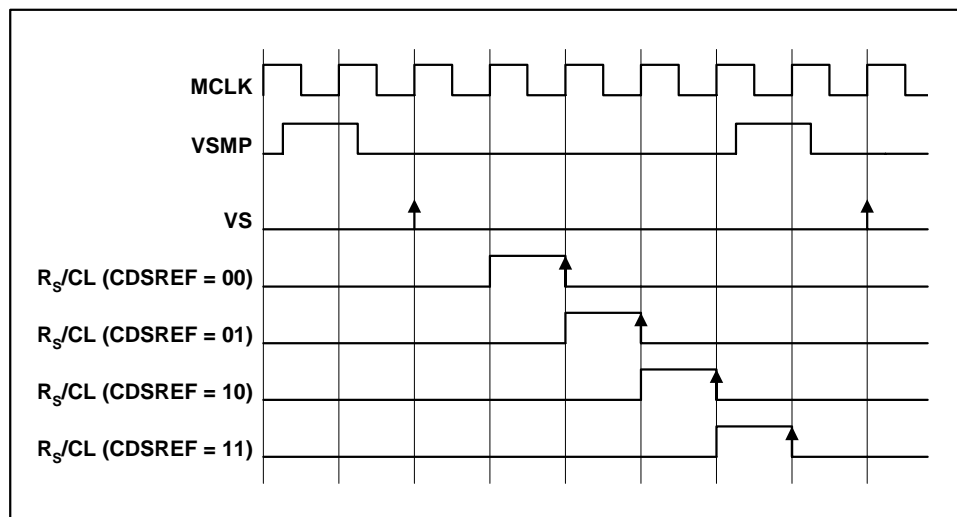 MCLK
VSMP
VS
RS/CL (CDSREF = 00)
RS/CL (CDSREF = 01)
RS/CL (CDSREF = 10)
RS/CL (CDSREF = 11)